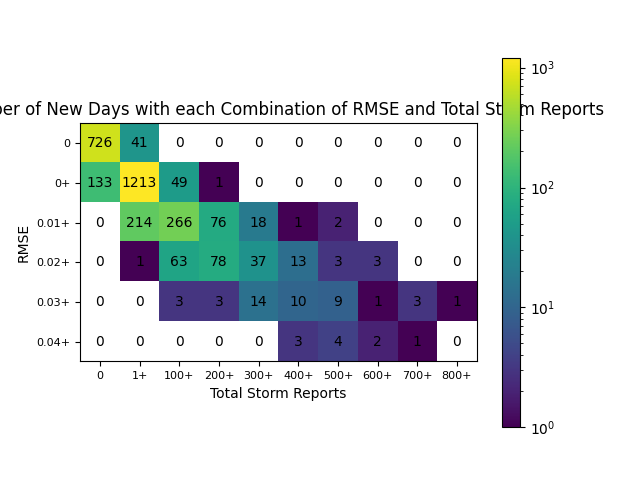 of New Days with each Combination of RMSE and Total Storm Reports
RMSE
0 726 41 0 0 0 0 0 0 0 0
0+ 133 1213 49 1 0 0 0 0 0 0
0.01+ 0 214 266 76 18 1 2 0 0 0
0.02+ 0 1 63 78 37 13 3 3 0 0
0.03+ 0 0 3 3 14 10 9 1 3 1
0.04+ 0 0 0 0 0 3 4 2 1 0
0 1+ 100+ 200+ 300+ 400+ 500+ 600+ 700+ 800+
Total Storm Reports
10³
10²
10¹
10⁰